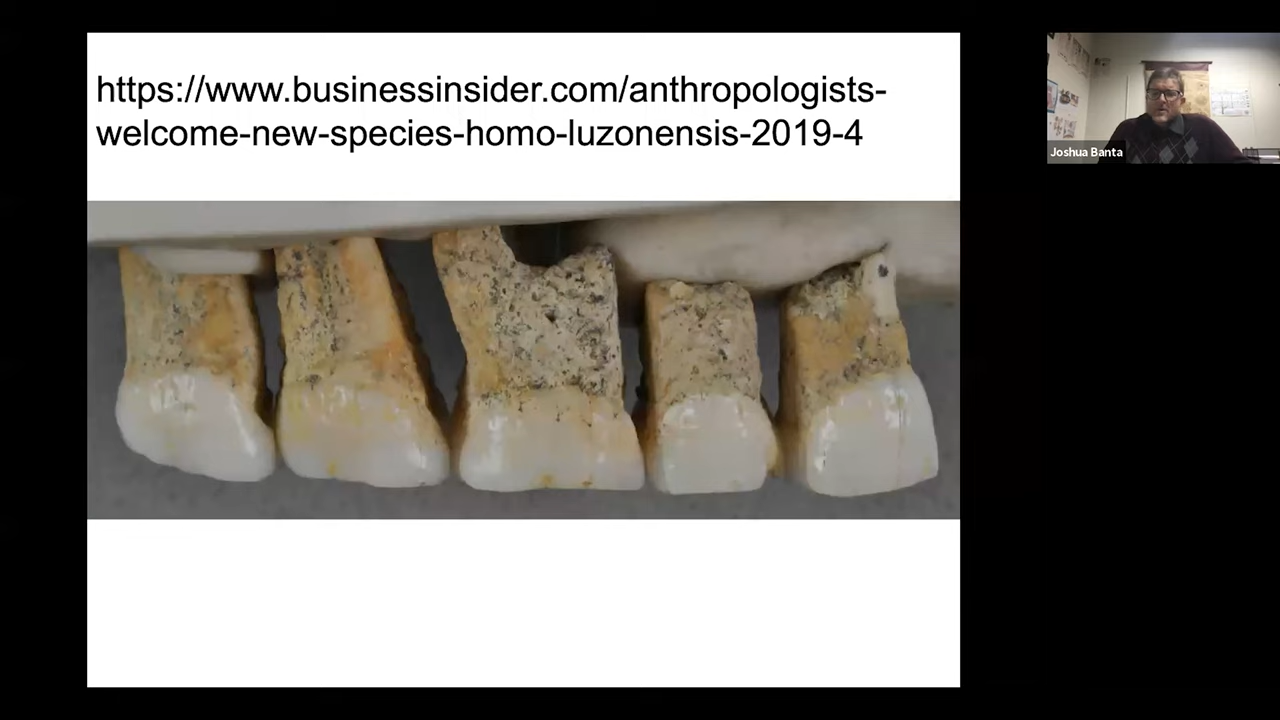 https://www.businessinsider.com/anthropologists-
welcome-new-species-homo-luzonensis-2019-4
Joshua Banta